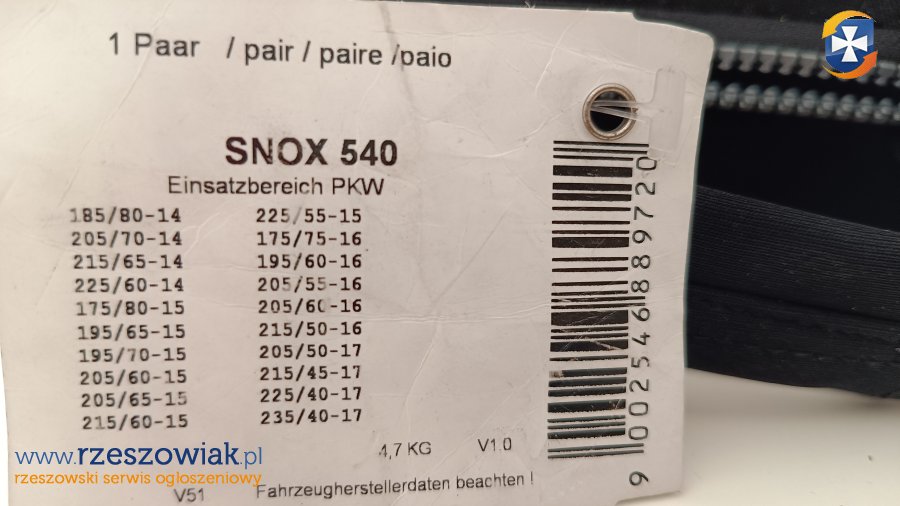 1 Paar / pair / paire /paio
SNOX 540
Einsatzbereich PKW
185/80-14 225/55-15
205/70-14 175/75-16
215/65-14 195/60-16
225/60-14 205/55-16
175/80-15 205/60-16
195/65-15 215/50-16
195/70-15 205/50-17
205/60-15 215/45-17
205/65-15 225/40-17
215/60-15 235/40-17
4,7 KG V1.0
V51 Fahrzeugherstellerdaten beachten !
9 002546 889720
www.rzeszowiak.pl
rzeszowski serwis ogłoszeniowy